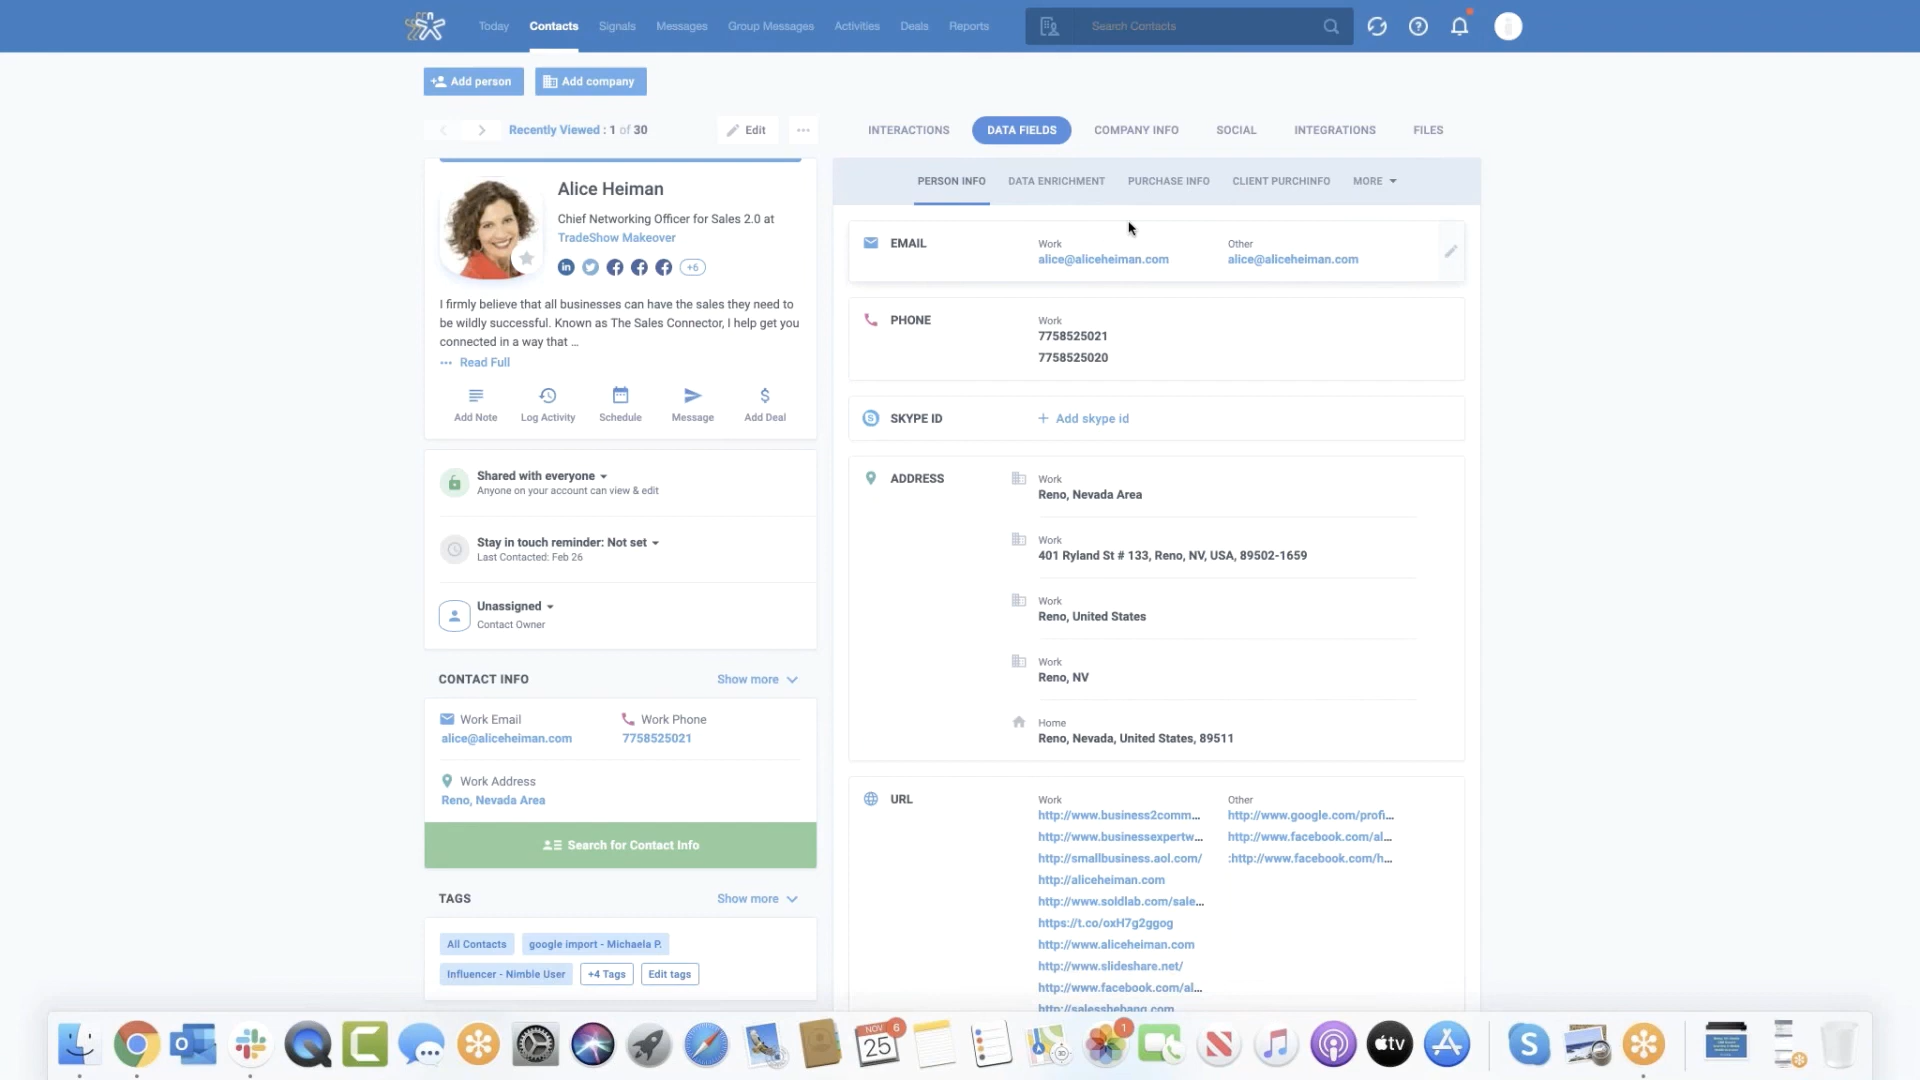 Today
Contacts
Signals
Messages
Group Messages
Activities
Deals
Reports
Search Contacts
Add person
Add company
Recently Viewed : 1 of 30
Edit
INTERACTIONS
DATA FIELDS
COMPANY INFO
SOCIAL
INTEGRATIONS
FILES
Alice Heiman
Chief Networking Officer for Sales 2.0 at
TradeShow Makeover
+6
I firmly believe that all businesses can have the sales they need to
be wildly successful. Known as The Sales Connector, I help get you
connected in a way that ...
Read Full
Add Note
Log Activity
Schedule
Message
Add Deal
Shared with everyone
Anyone on your account can view & edit
Stay in touch reminder: Not set
Last Contacted: Feb 26
Unassigned
Contact Owner
CONTACT INFO
Show more
Work Email
alice@aliceheiman.com
Work Phone
7758525021
Work Address
Reno, Nevada Area
Search for Contact Info
TAGS
Show more
All Contacts
google import - Michaela P.
Influencer - Nimble User
+4 Tags
Edit tags
PERSON INFO
DATA ENRICHMENT
PURCHASE INFO
CLIENT PURCHINFO
MORE
EMAIL
Work
alice@aliceheiman.com
Other
alice@aliceheiman.com
PHONE
Work
7758525021
7758525020
SKYPE ID
+ Add skype id
ADDRESS
Work
Reno, Nevada Area
Work
401 Ryland St # 133, Reno, NV, USA, 89502-1659
Work
Reno, United States
Work
Reno, NV
Home
Reno, Nevada, United States, 89511
URL
Work
http://www.business2comm...
http://www.businessexpertw...
http://smallbusiness.aol.com/
http://aliceheiman.com
http://www.soldlab.com/sale...
https://t.co/oxH7g2ggog
http://www.aliceheiman.com
http://www.slideshare.net/
http://www.facebook.com/al...
http://salesshebang.com
Other
http://www.google.com/profi...
http://www.facebook.com/al...
:http://www.facebook.com/h...
NOV
25
6
1
tv